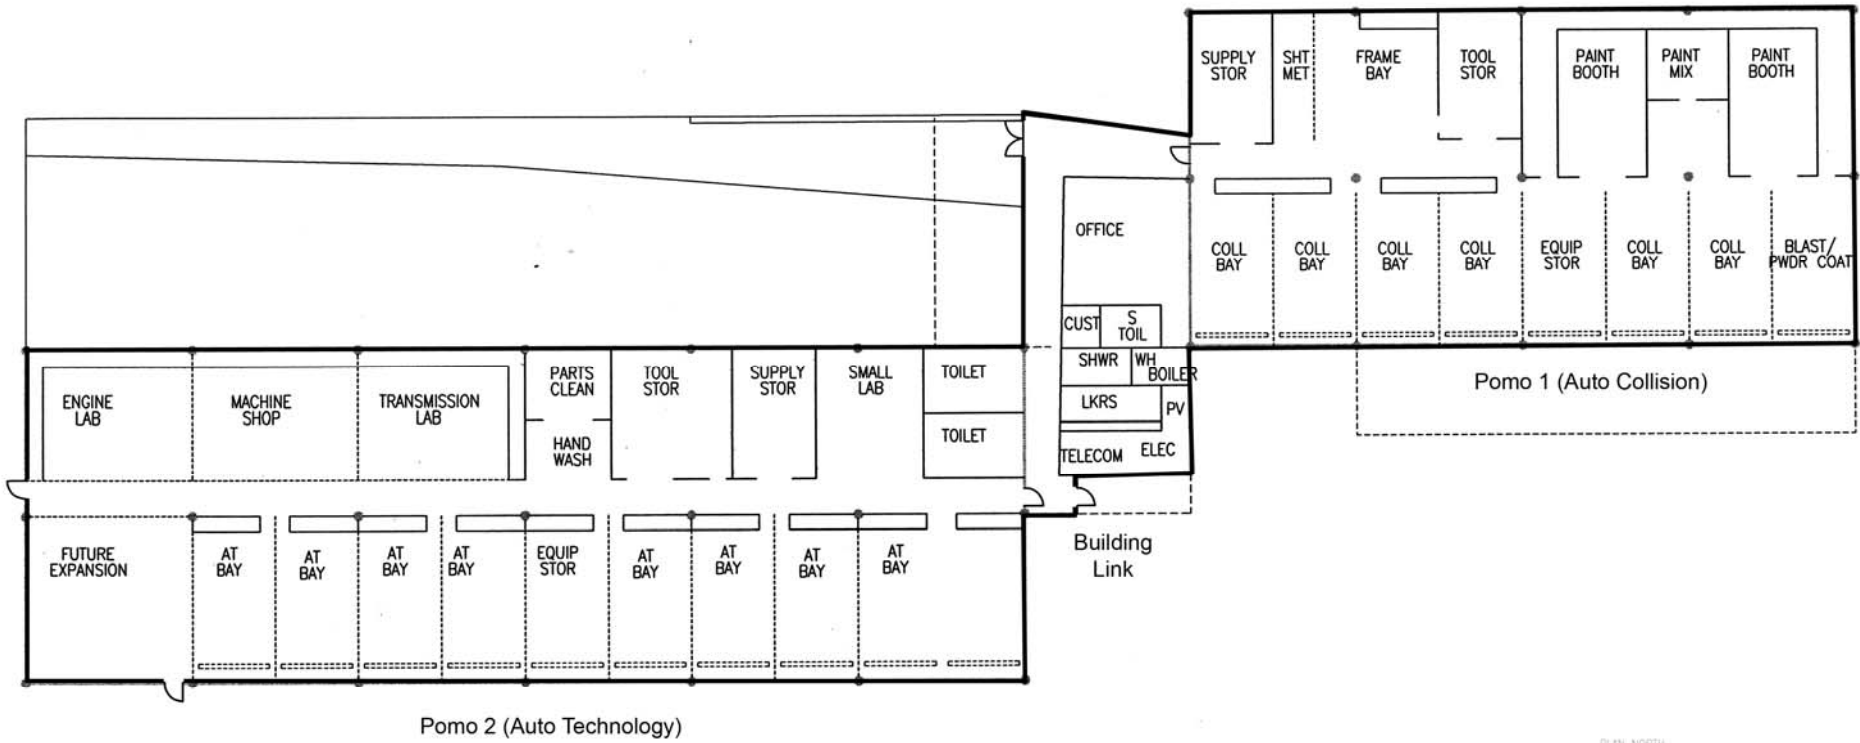 SUPPLY
STOR
SHT
MET
FRAME
BAY
TOOL
STOR
PAINT
BOOTH
PAINT
MIX
PAINT
BOOTH
OFFICE
COLL
BAY
COLL
BAY
COLL
BAY
COLL
BAY
EQUIP
STOR
COLL
BAY
COLL
BAY
BLAST/
PWDR COAT
CUST
S
TOIL
SHWR
WH
BOILER
LKRS
PV
TELECOM
ELEC
Pomo 1 (Auto Collision)
ENGINE
LAB
MACHINE
SHOP
TRANSMISSION
LAB
PARTS
CLEAN
HAND
WASH
TOOL
STOR
SUPPLY
STOR
SMALL
LAB
TOILET
TOILET
FUTURE
EXPANSION
AT
BAY
AT
BAY
AT
BAY
AT
BAY
EQUIP
STOR
AT
BAY
AT
BAY
AT
BAY
AT
BAY
Building
Link
Pomo 2 (Auto Technology)